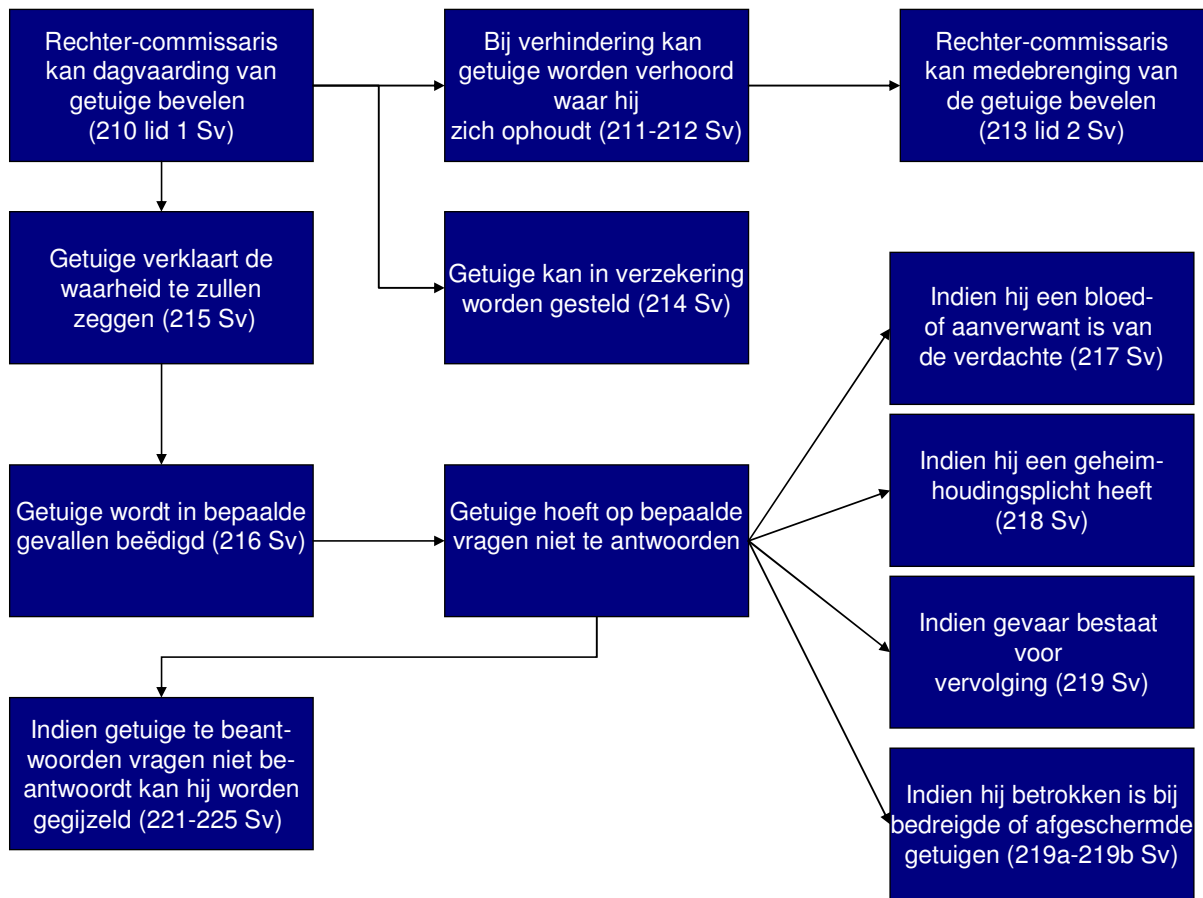 Rechter-commissaris
kan dagvaarding van
getuige bevelen
(210 lid 1 Sv)
Bij verhindering kan
getuige worden verhoord
waar hij
zich ophoudt (211-212 Sv)
Rechter-commissaris
kan medebrenging van
de getuige bevelen
(213 lid 2 Sv)
Getuige verklaart de
waarheid te zullen
zeggen (215 Sv)
Getuige kan in verzekering
worden gesteld (214 Sv)
Indien hij een bloed-
of aanverwant is van
de verdachte (217 Sv)
Getuige wordt in bepaalde
gevallen beëdigd (216 Sv)
Getuige hoeft op bepaalde
vragen niet te antwoorden
Indien hij een geheim-
houdingsplicht heeft
(218 Sv)
Indien gevaar bestaat
voor
vervolging (219 Sv)
Indien getuige te beant-
woorden vragen niet be-
antwoordt kan hij worden
gegijzeld (221-225 Sv)
Indien hij betrokken is bij
bedreigde of afgeschermde
getuigen (219a-219b Sv)